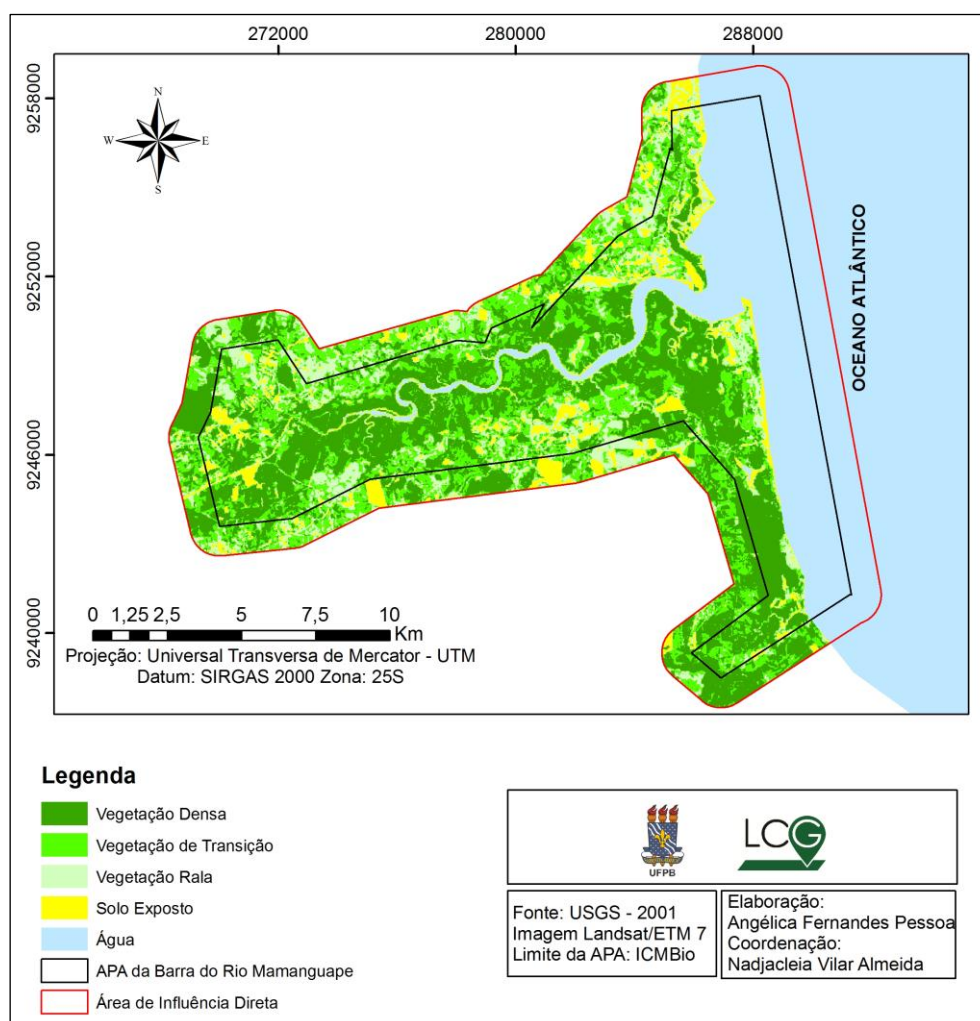 272000 280000 288000
9258000
9252000
9246000
9240000
N
W E
S
OCEANO ATLÂNTICO
0 1,25 2,5 5 7,5 10
Km
Projeção: Universal Transversa de Mercator - UTM
Datum: SIRGAS 2000 Zona: 25S
Legenda
Vegetação Densa
Vegetação de Transição
Vegetação Rala
Solo Exposto
Água
APA da Barra do Rio Mamanguape
Área de Influência Direta
UFPB
LCG
Fonte: USGS - 2001
Imagem Landsat/ETM 7
Limite da APA: ICMBio
Elaboração:
Angélica Fernandes Pessoa
Coordenação:
Nadjacleia Vilar Almeida